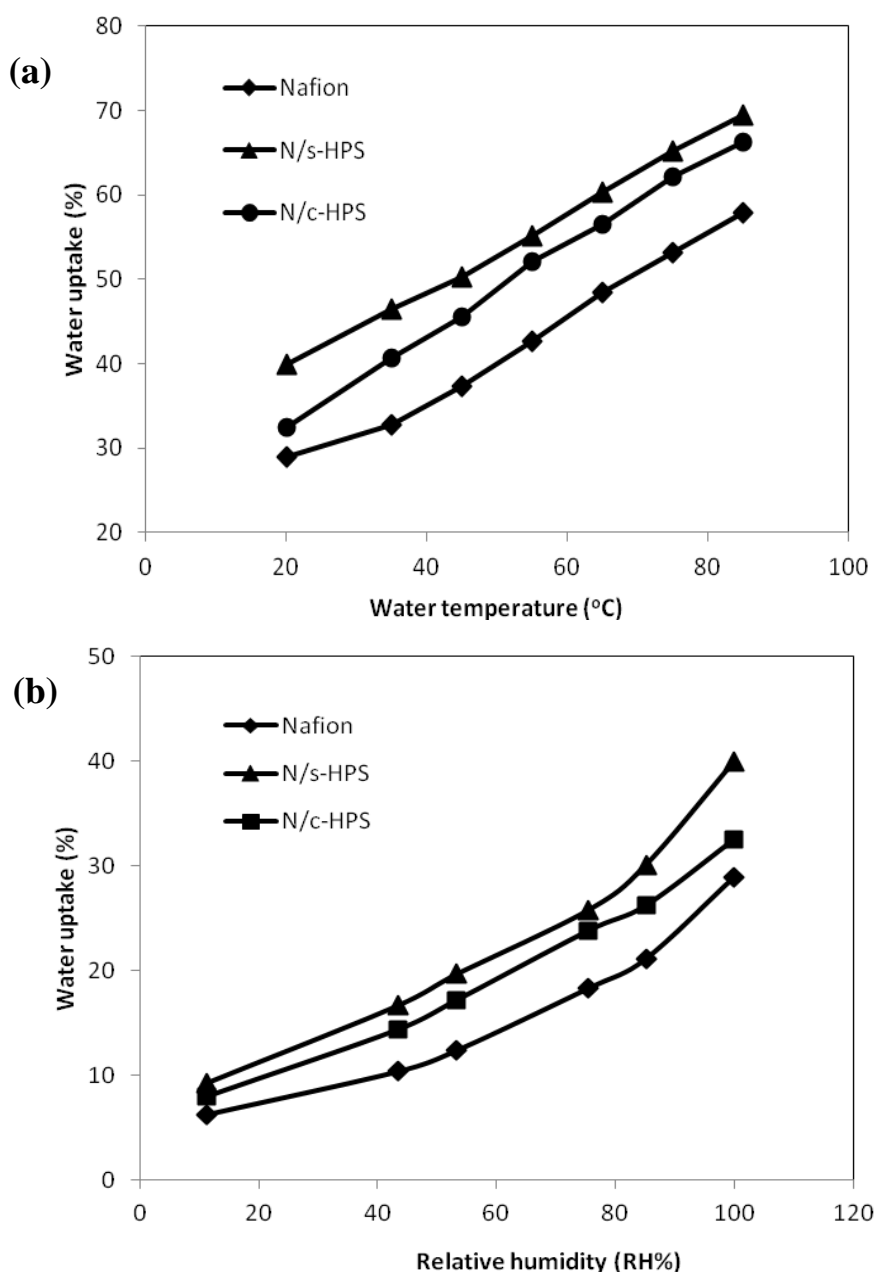 (a)
80
70
60
50
40
30
20
Water uptake (%)
Nafion
N/s-HPS
N/c-HPS
0 20 40 60 80 100
Water temperature (°C)
(b)
50
40
30
20
10
0
Water uptake (%)
Nafion
N/s-HPS
N/c-HPS
0 20 40 60 80 100 120
Relative humidity (RH%)